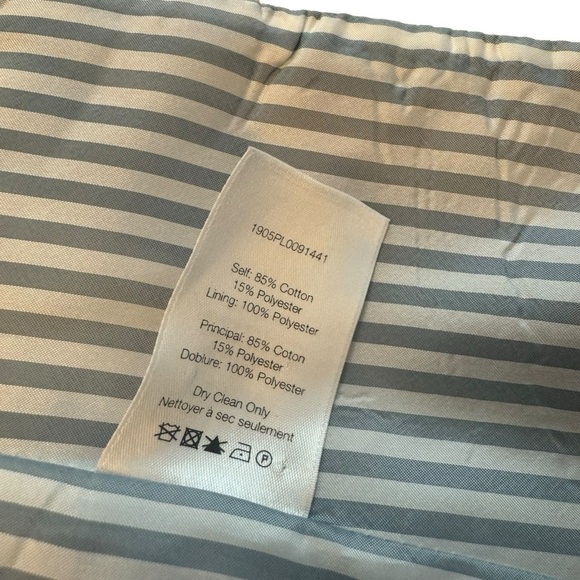 1905PL0091441
Self: 85% Cotton
15% Polyester
Lining: 100% Polyester
Principal: 85% Coton
15% Polyester
Doblure: 100% Polyester
Dry Clean Only
Nettoyer à sec seulement
P